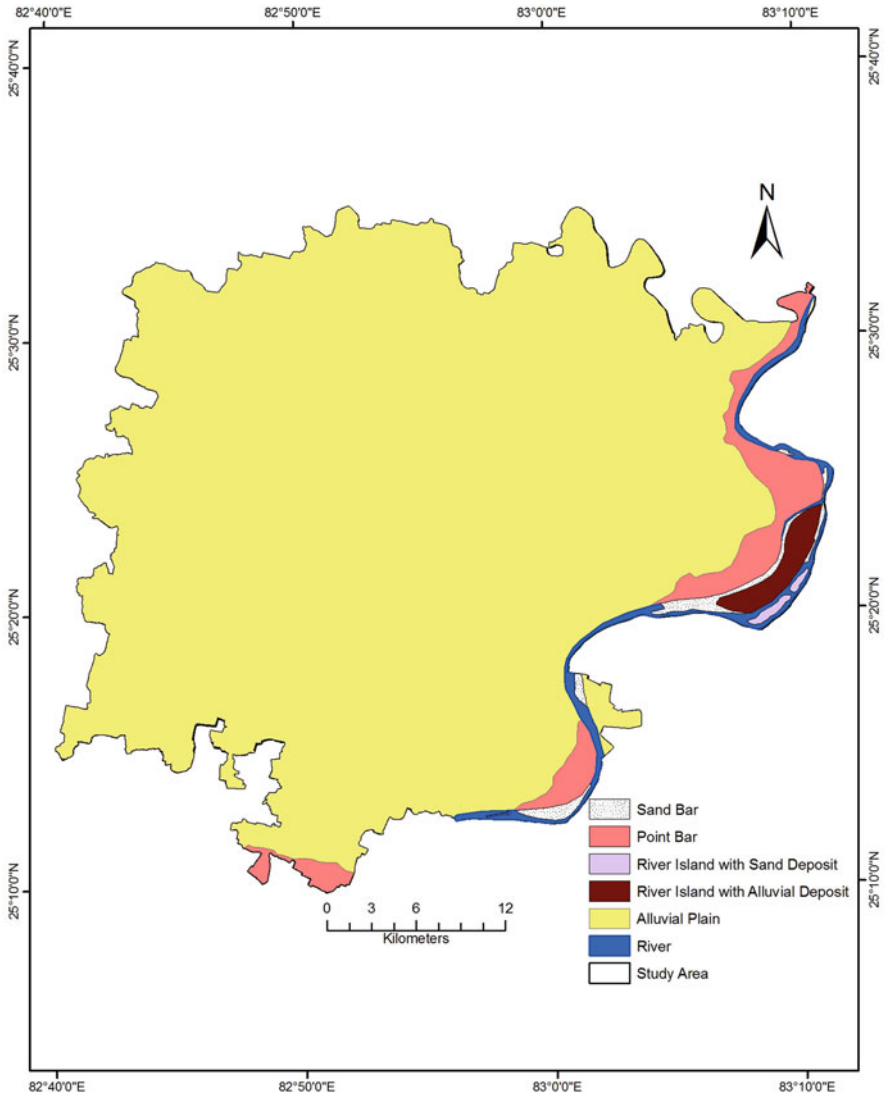 82°40'0"E 82°50'0"E 83°0'0"E 83°10'0"E
25°40'0"N 25°40'0"N
N
25°30'0"N 25°30'0"N
25°20'0"N 25°20'0"N
Sand Bar
Point Bar
River Island with Sand Deposit
25°10'0"N 25°10'0"N
River Island with Alluvial Deposit
0 3 6 12
Alluvial Plain
Kilometers
River
Study Area
82°40'0"E 82°50'0"E 83°0'0"E 83°10'0"E